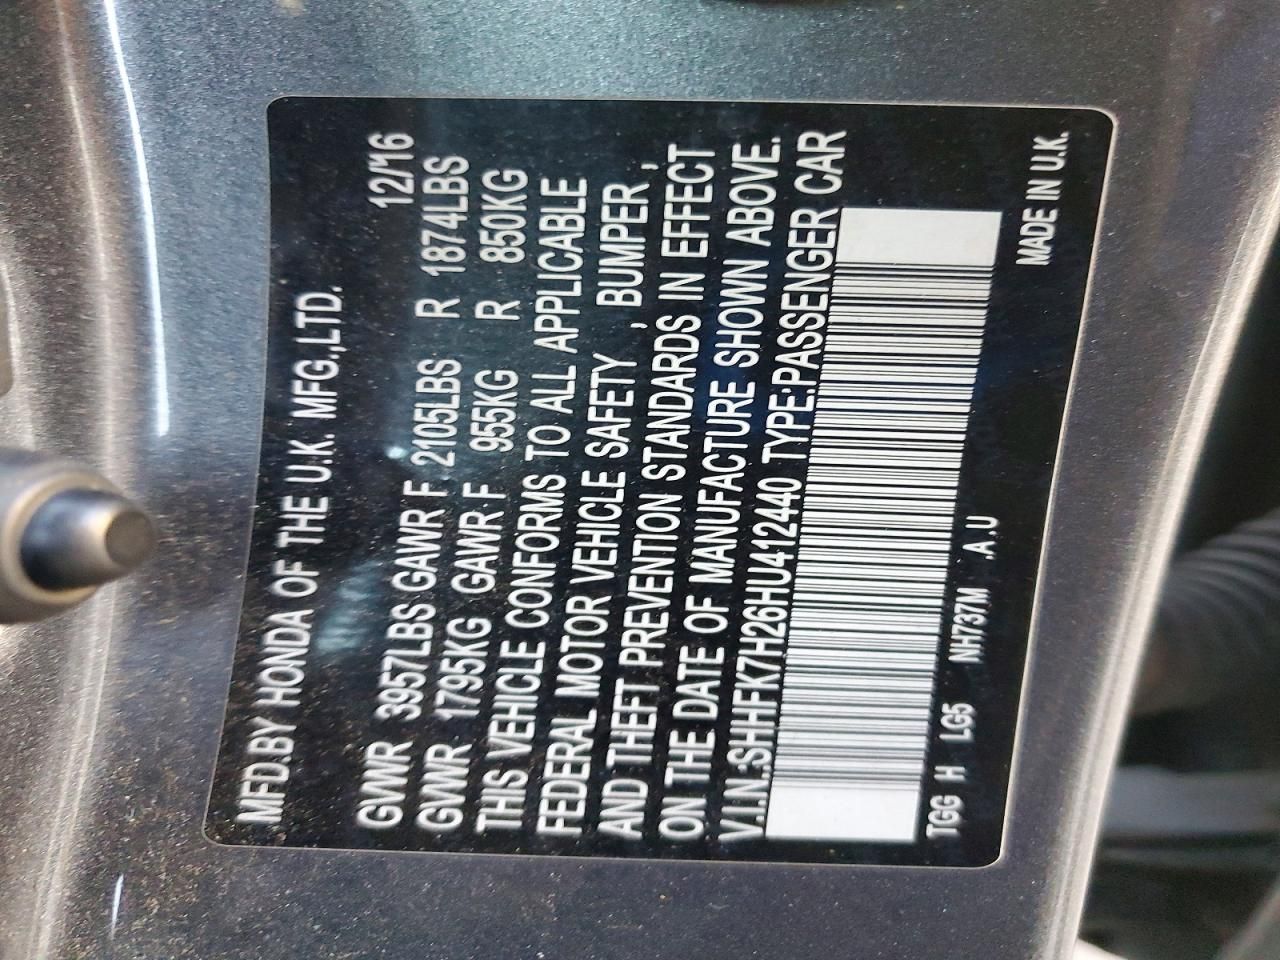 MFD.BY HONDA OF THE U.K. MFG.,LTD.
12/16
GVWR 3957LBS GAWR F 2105LBS R 1874LBS
GVWR 1795KG GAWR F 955KG R 850KG
THIS VEHICLE CONFORMS TO ALL APPLICABLE
FEDERAL MOTOR VEHICLE SAFETY , BUMPER ,
AND THEFT PREVENTION STANDARDS IN EFFECT
ON THE DATE OF MANUFACTURE SHOWN ABOVE.
V.I.N.:SHHFK7H26HU412440 TYPE:PASSENGER CAR
TGG H LG5 NH737M .A.U
MADE IN U.K.